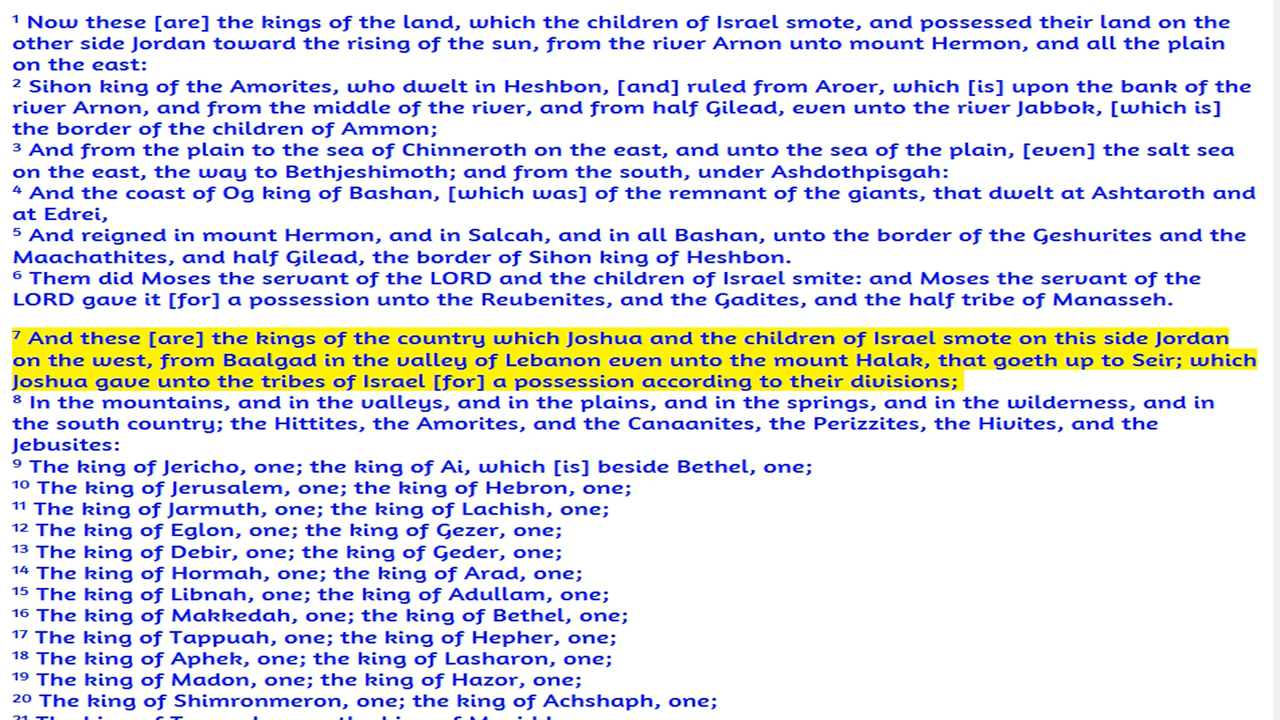 1 Now these [are] the kings of the land, which the children of Israel smote, and possessed their land on the
other side Jordan toward the rising of the sun, from the river Arnon unto mount Hermon, and all the plain
on the east:
2 Sihon king of the Amorites, who dwelt in Heshbon, [and] ruled from Aroer, which [is] upon the bank of the
river Arnon, and from the middle of the river, and from half Gilead, even unto the river Jabbok, [which is]
the border of the children of Ammon;
3 And from the plain to the sea of Chinneroth on the east, and unto the sea of the plain, [even] the salt sea
on the east, the way to Bethjeshimoth; and from the south, under Ashdothpisgah:
4 And the coast of Og king of Bashan, [which was] of the remnant of the giants, that dwelt at Ashtaroth and
at Edrei,
5 And reigned in mount Hermon, and in Salcah, and in all Bashan, unto the border of the Geshurites and the
Maachathites, and half Gilead, the border of Sihon king of Heshbon.
6 Them did Moses the servant of the LORD and the children of Israel smite: and Moses the servant of the
LORD gave it [for] a possession unto the Reubenites, and the Gadites, and the half tribe of Manasseh.
7 And these [are] the kings of the country which Joshua and the children of Israel smote on this side Jordan
on the west, from Baalgad in the valley of Lebanon even unto the mount Halak, that goeth up to Seir; which
Joshua gave unto the tribes of Israel [for] a possession according to their divisions;
8 In the mountains, and in the valleys, and in the plains, and in the springs, and in the wilderness, and in
the south country; the Hittites, the Amorites, and the Canaanites, the Perizzites, the Hivites, and the
Jebusites:
9 The king of Jericho, one; the king of Ai, which [is] beside Bethel, one;
10 The king of Jerusalem, one; the king of Hebron, one;
11 The king of Jarmuth, one; the king of Lachish, one;
12 The king of Eglon, one; the king of Gezer, one;
13 The king of Debir, one; the king of Geder, one;
14 The king of Hormah, one; the king of Arad, one;
15 The king of Libnah, one; the king of Adullam, one;
16 The king of Makkedah, one; the king of Bethel, one;
17 The king of Tappuah, one; the king of Hepher, one;
18 The king of Aphek, one; the king of Lasharon, one;
19 The king of Madon, one; the king of Hazor, one;
20 The king of Shimronmeron, one; the king of Achshaph, one;